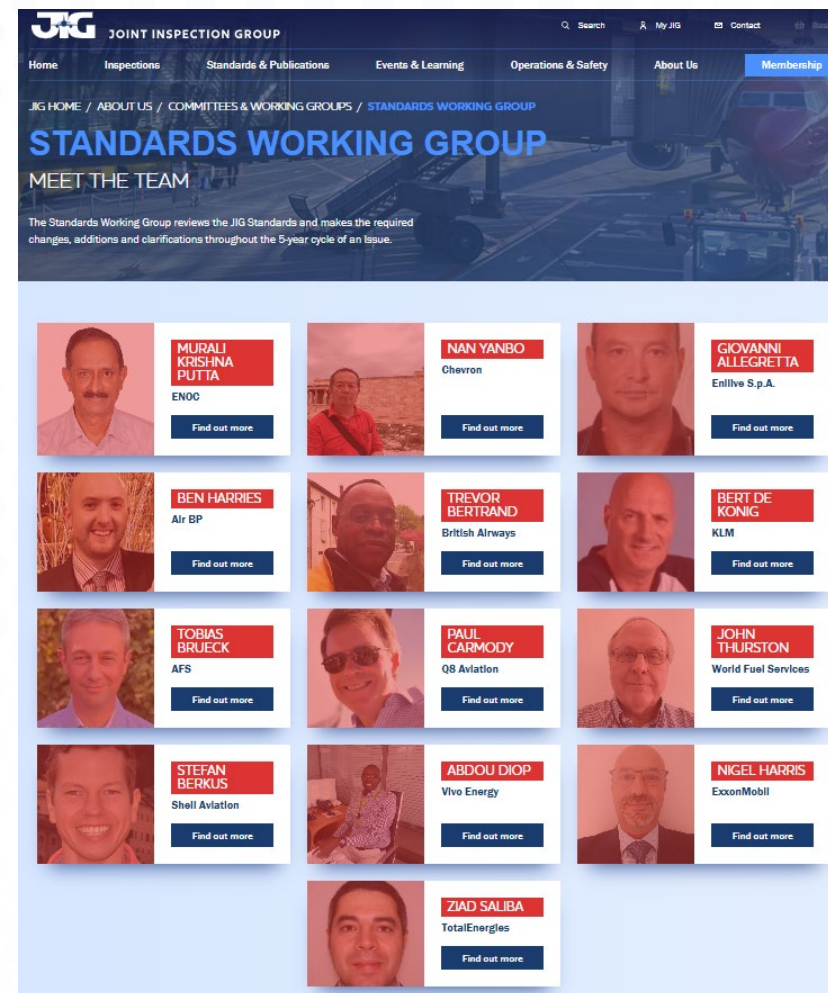 JIG JOINT INSPECTION GROUP
Search My JIG Contact
Home Inspections Standards & Publications Events & Learning Operations & Safety About Us Membership
JIG HOME / ABOUT US / COMMITTEES & WORKING GROUPS / STANDARDS WORKING GROUP
STANDARDS WORKING GROUP
MEET THE TEAM
The Standards Working Group reviews the JIG Standards and makes the required
changes, additions and clarifications throughout the 5-year cycle of an Issue.
MURALI
KRISHNA
PUTTA
ENOC
Find out more
NAN YANBO
Chevron
Find out more
GIOVANNI
ALLEGRETTA
Enilive S.p.A.
Find out more
BEN HARRIES
Air BP
Find out more
TREVOR
BERTRAND
British Airways
Find out more
BERT DE
KONIG
KLM
Find out more
TOBIAS
BRUECK
AFS
Find out more
PAUL
CARMODY
Q8 Aviation
Find out more
JOHN
THURSTON
World Fuel Services
Find out more
STEFAN
BERKUS
Shell Aviation
Find out more
ABDOU DIOP
Vivo Energy
Find out more
NIGEL HARRIS
ExxonMobil
Find out more
ZIAD SALIBA
TotalEnergies
Find out more